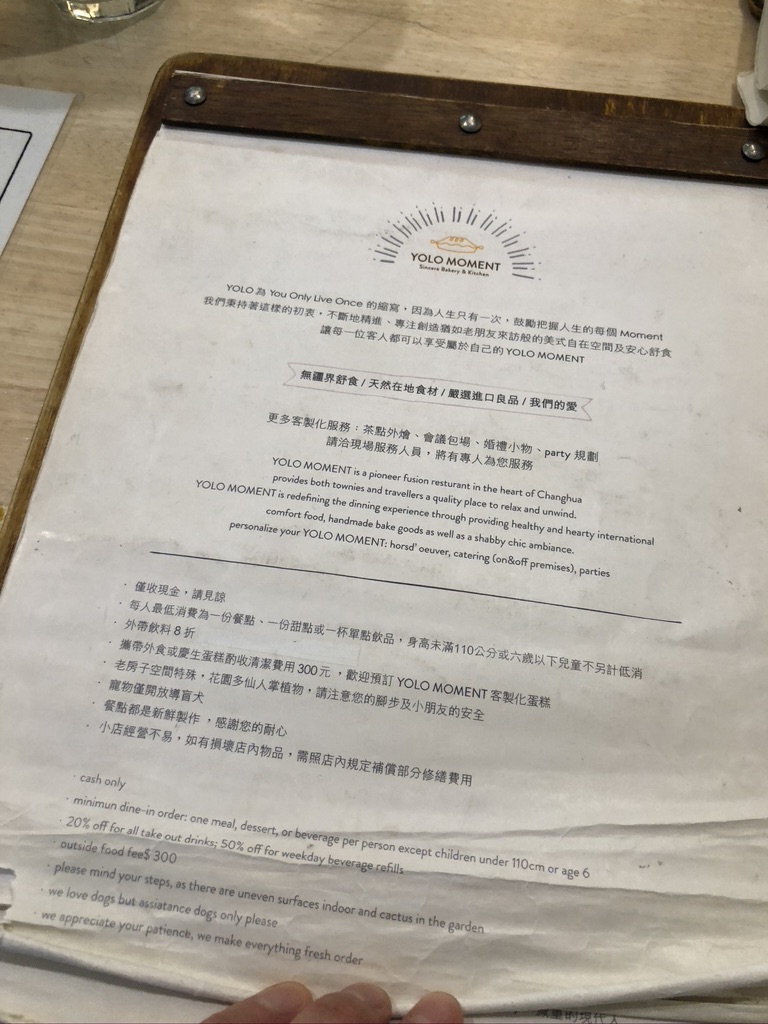 YOLO MOMENT
Sincere Bakery & Kitchen
YOLO 為 You Only Live Once 的縮寫，因為人生只有一次，鼓勵把握人生的每個 Moment
我們秉持著這樣的初衷，不斷地精進、專注創造猶如老朋友來訪般的美式自在空間及安心舒食
讓每一位客人都可以享受屬於自己的 YOLO MOMENT
無疆界舒食 / 天然在地食材 / 嚴選進口良品 / 我們的愛
更多客製化服務：茶點外燴、會議包場、婚禮小物、party 規劃
請洽現場服務人員，將有專人為您服務
YOLO MOMENT is a pioneer fusion resturant in the heart of Changhua
provides both townies and travellers a quality place to relax and unwind.
YOLO MOMENT is redefining the dinning experience through providing healthy and hearty international
comfort food, handmade bake goods as well as a shabby chic ambiance.
personalize your YOLO MOMENT: horsd' oeuver, catering (on&off premises), parties
· 僅收現金，請見諒
· 每人最低消費為一份餐點、一份甜點或一杯單點飲品，身高未滿110公分或六歲以下兒童不另計低消
· 外帶飲料 8 折
· 攜帶外食或慶生蛋糕酌收清潔費用 300 元，歡迎預訂 YOLO MOMENT 客製化蛋糕
· 老房子空間特殊，花園多仙人掌植物，請注意您的腳步及小朋友的安全
· 寵物僅開放導盲犬
· 餐點都是新鮮製作，感謝您的耐心
· 小店經營不易，如有損壞店內物品，需照店內規定補償部分修繕費用
· cash only
· minimun dine-in order: one meal, dessert, or beverage per person except children under 110cm or age 6
· 20% off for all take out drinks; 50% off for weekday beverage refills
· outside food fee$ 300
· please mind your steps, as there are uneven surfaces indoor and cactus in the garden
· we love dogs but assiatance dogs only please
· we appreciate your patience, we make everything fresh order
的現代人